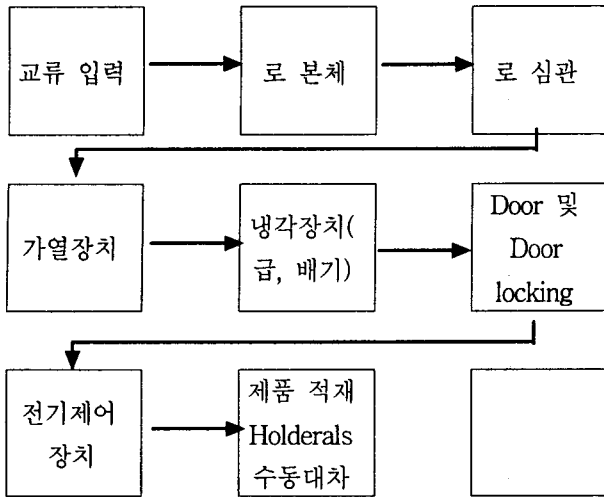 교류 입력
로 본체
로 심관
가열장치
냉각장치(
급, 배기)
Door 및
Door
locking
전기제어
장치
제품 적재
Holderals
수동대차